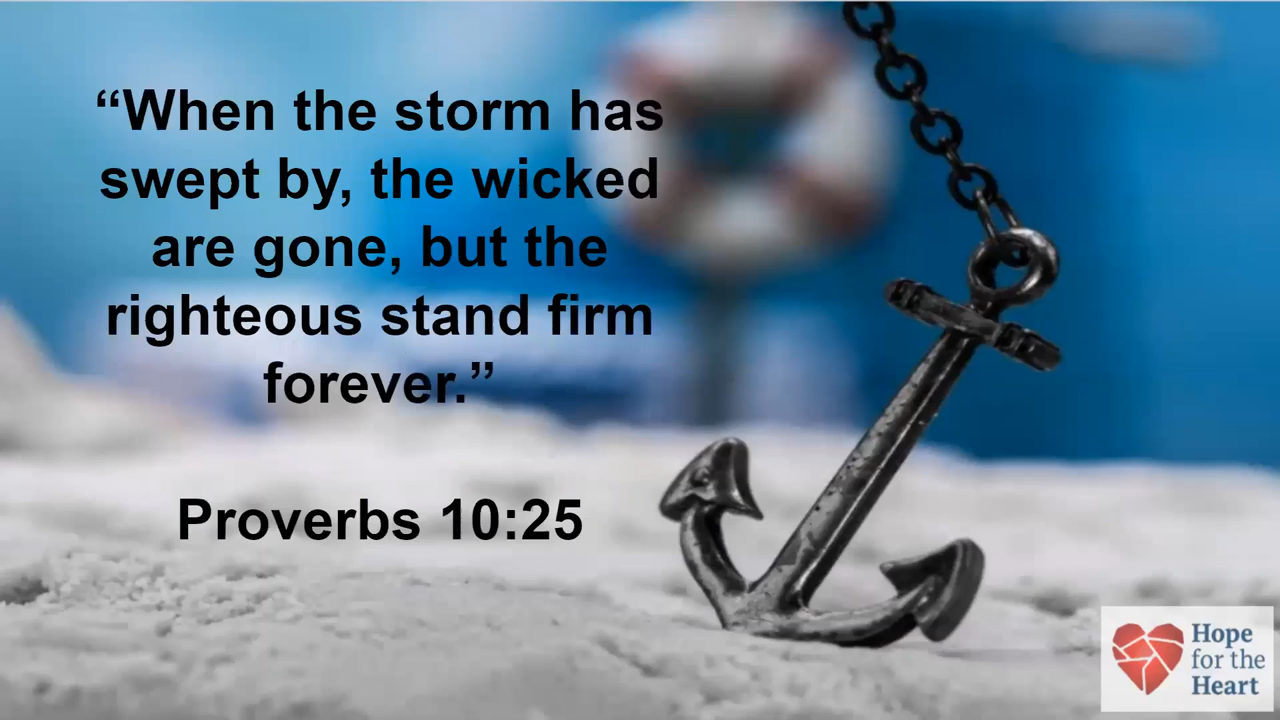 “When the storm has
swept by, the wicked
are gone, but the
righteous stand firm
forever.”
Proverbs 10:25
Hope
for the
Heart